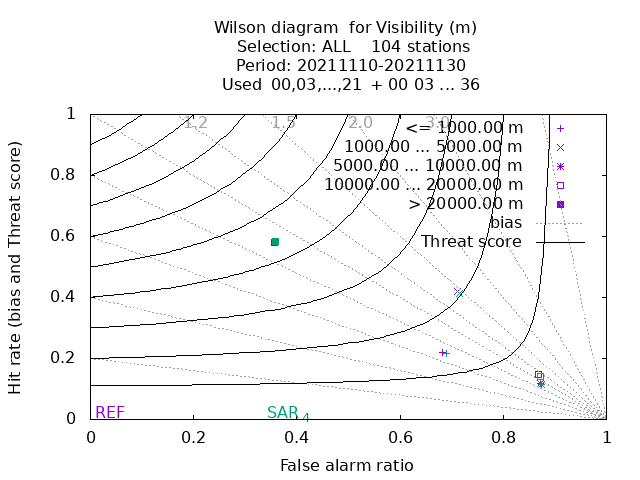 Wilson diagram  for Visibility (m)
Selection: ALL    104 stations
Period: 20211110-20211130
Used  00,03,...,21  + 00 03 ... 36
Hit rate (bias and Threat score)
1
0.8
0.6
0.4
0.2
0
1.2 1.5 2.0 3.0
<= 1000.00 m
1000.00 ... 5000.00 m
5000.00 ... 10000.00 m
10000.00 ... 20000.00 m
> 20000.00 m
bias
Threat score
REF SAR 4
0 0.2 0.4 0.6 0.8 1
False alarm ratio